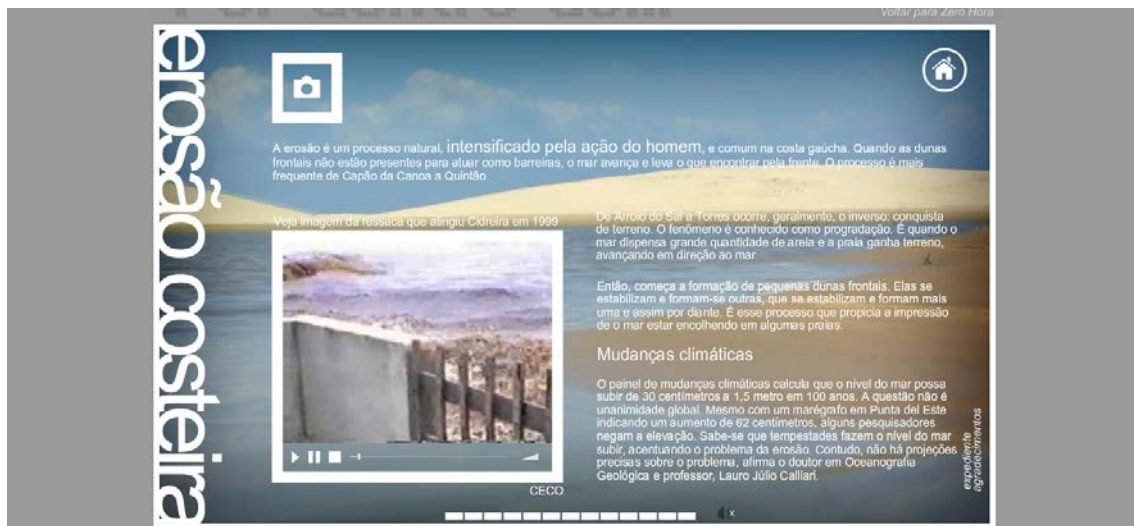 Voltar para Zero Hora
erosão costeira
A erosão é um processo natural, intensificado pela ação do homem, e comum na costa gaúcha. Quando as dunas
frontais não estão presentes para atuar como barreiras, o mar avança e leva o que encontrar pela frente. O processo é mais
frequente de Capão da Canoa a Quintão.
Veja imagem da ressaca que atingiu Cidreira em 1999
CECO
De Arroio do Sal a Torres ocorre, geralmente, o inverso: conquista
de terreno. O fenômeno é conhecido como progradação. É quando o
mar dispensa grande quantidade de areia e a praia ganha terreno,
avançando em direção ao mar.
Então, começa a formação de pequenas dunas frontais. Elas se
estabilizam e formam-se outras, que se estabilizam e formam mais
uma e assim por diante. É esse processo que propicia a impressão
de o mar estar encolhendo em algumas praias.
Mudanças climáticas
O painel de mudanças climáticas calcula que o nível do mar possa
subir de 30 centímetros a 1,5 metro em 100 anos. A questão não é
unanimidade global. Mesmo com um marégrafo em Punta del Este
indicando um aumento de 62 centímetros, alguns pesquisadores
negam a elevação. Sabe-se que tempestades fazem o nível do mar
subir, acentuando o problema da erosão. Contudo, não há projeções
precisas sobre o problema, afirma o doutor em Oceanografia
Geológica e professor, Lauro Júlio Calliari.
expediente
agradecimentos